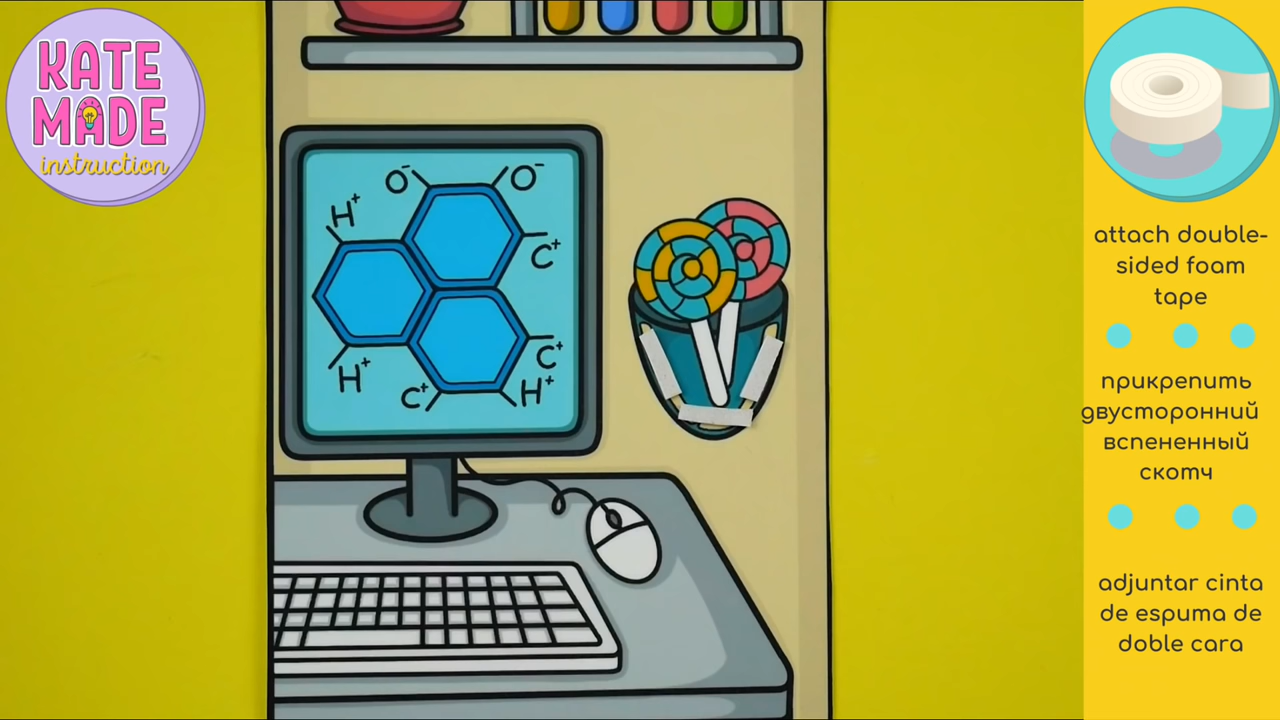 KATE
MADE
instruction
O⁻ O⁻
H⁺
C⁺
C⁺
H⁺
C⁺ H⁺
attach double-
sided foam
tape
прикрепить
двусторонний
вспененный
скотч
adjuntar cinta
de espuma de
doble cara